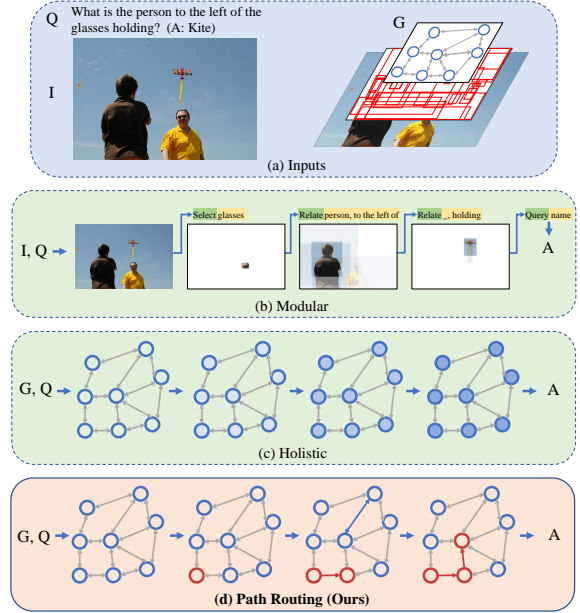 Q What is the person to the left of the
glasses holding? (A: Kite)
G
I
(a) Inputs
Select glasses
Relate person, to the left of
Relate _, holding
Query name
I, Q
A
(b) Modular
G, Q
A
(c) Holistic
G, Q
A
(d) Path Routing (Ours)